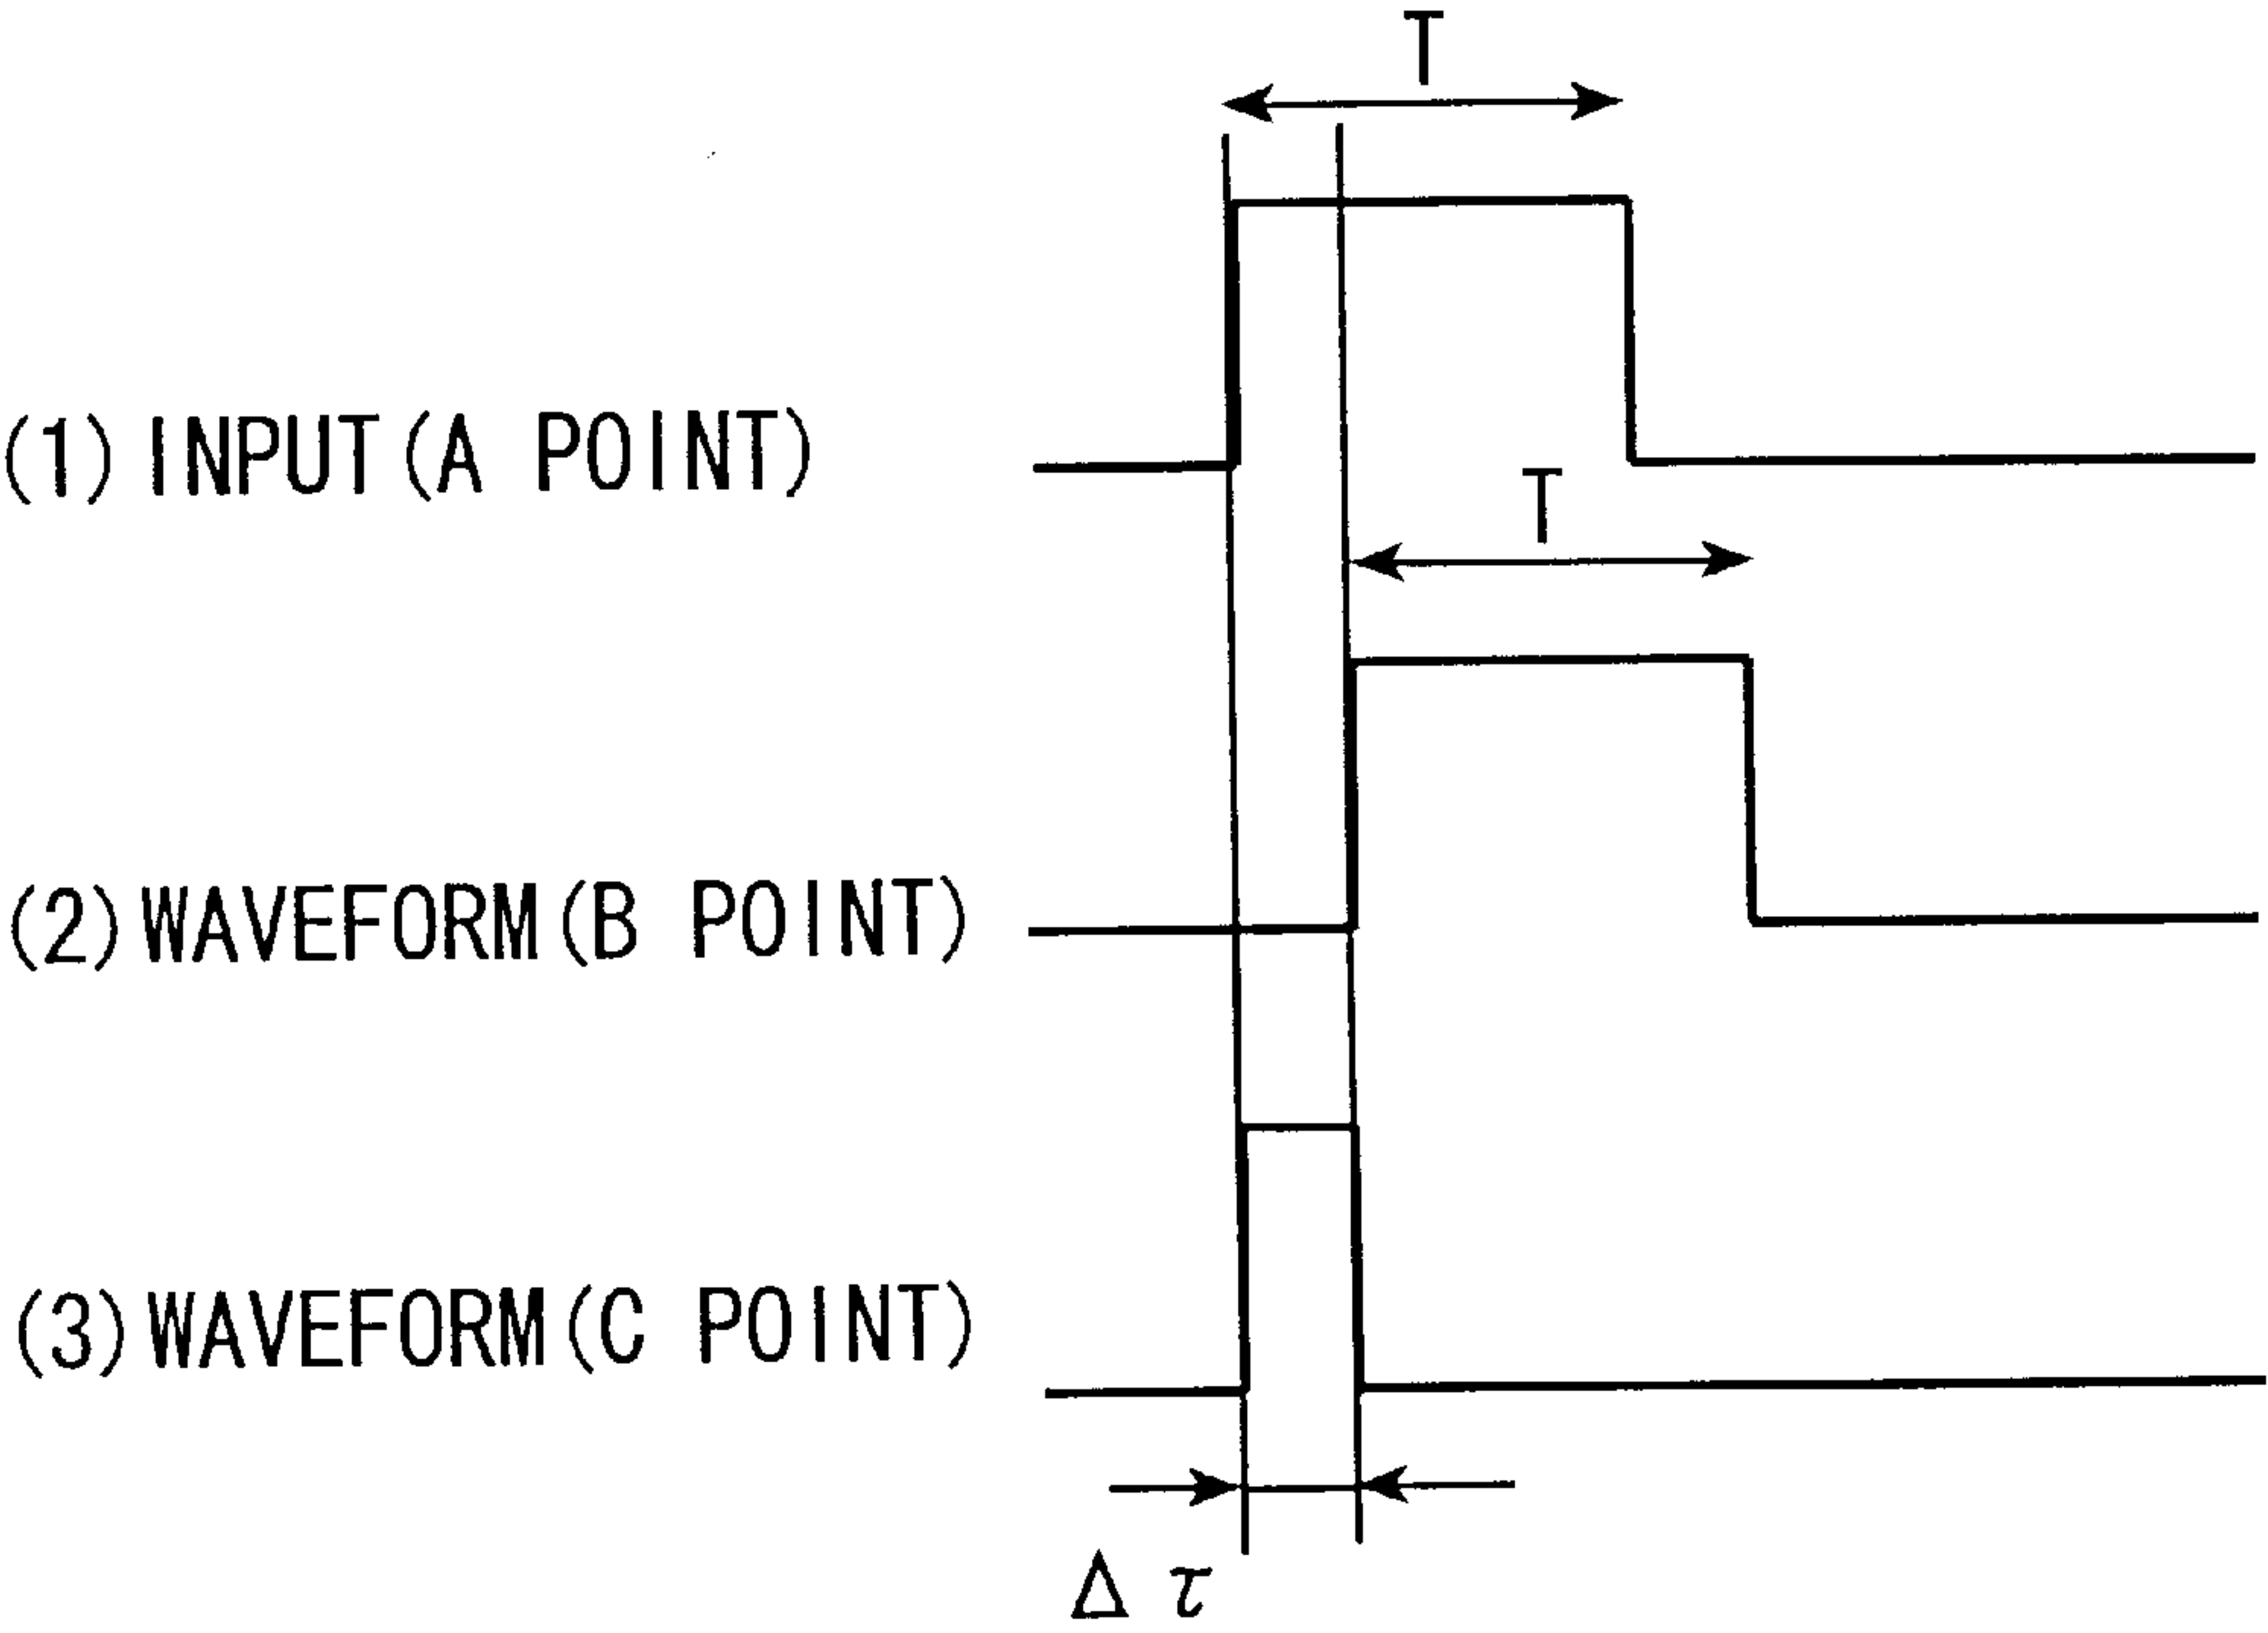 T
(1) INPUT (A POINT)
T
(2) WAVEFORM (B POINT)
(3) WAVEFORM (C POINT)
Δ τ